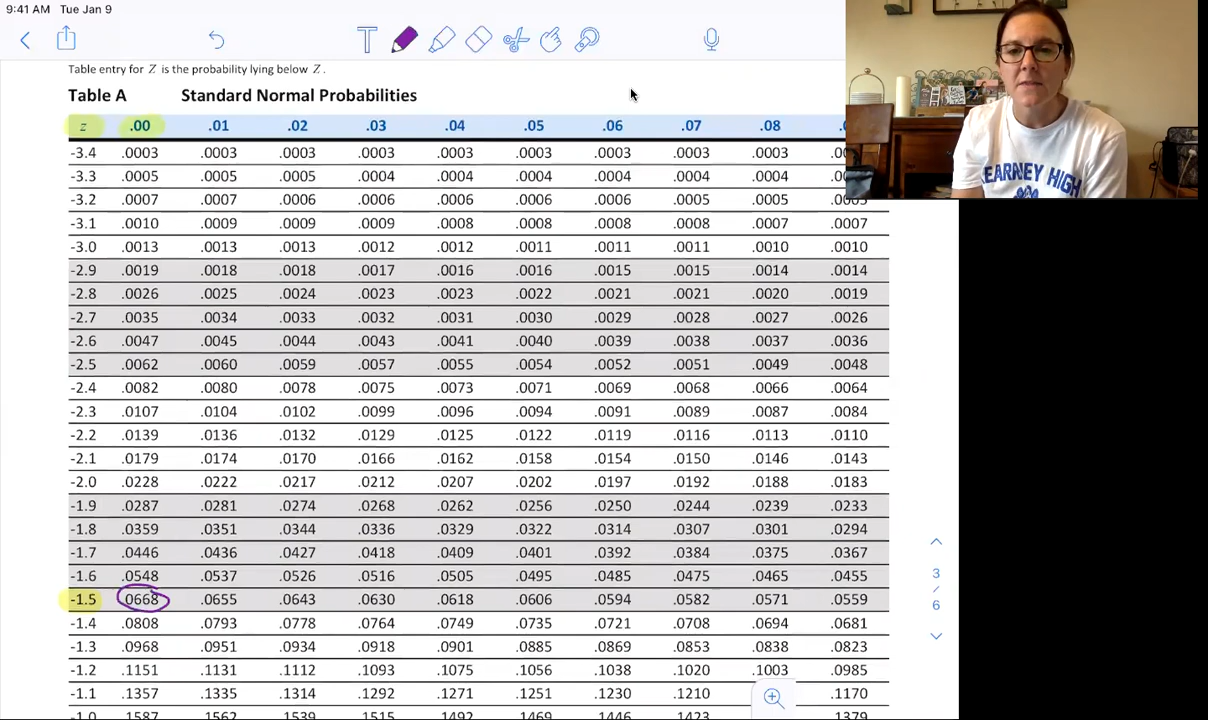 9:41 AM Tue Jan 9
Table entry for Z is the probability lying below Z .
Table A Standard Normal Probabilities
z .00 .01 .02 .03 .04 .05 .06 .07 .08
-3.4 .0003 .0003 .0003 .0003 .0003 .0003 .0003 .0003 .0003
-3.3 .0005 .0005 .0005 .0004 .0004 .0004 .0004 .0004 .0004
-3.2 .0007 .0007 .0006 .0006 .0006 .0006 .0006 .0005 .0005 .0005
-3.1 .0010 .0009 .0009 .0009 .0008 .0008 .0008 .0008 .0007 .0007
-3.0 .0013 .0013 .0013 .0012 .0012 .0011 .0011 .0011 .0010 .0010
-2.9 .0019 .0018 .0018 .0017 .0016 .0016 .0015 .0015 .0014 .0014
-2.8 .0026 .0025 .0024 .0023 .0023 .0022 .0021 .0021 .0020 .0019
-2.7 .0035 .0034 .0033 .0032 .0031 .0030 .0029 .0028 .0027 .0026
-2.6 .0047 .0045 .0044 .0043 .0041 .0040 .0039 .0038 .0037 .0036
-2.5 .0062 .0060 .0059 .0057 .0055 .0054 .0052 .0051 .0049 .0048
-2.4 .0082 .0080 .0078 .0075 .0073 .0071 .0069 .0068 .0066 .0064
-2.3 .0107 .0104 .0102 .0099 .0096 .0094 .0091 .0089 .0087 .0084
-2.2 .0139 .0136 .0132 .0129 .0125 .0122 .0119 .0116 .0113 .0110
-2.1 .0179 .0174 .0170 .0166 .0162 .0158 .0154 .0150 .0146 .0143
-2.0 .0228 .0222 .0217 .0212 .0207 .0202 .0197 .0192 .0188 .0183
-1.9 .0287 .0281 .0274 .0268 .0262 .0256 .0250 .0244 .0239 .0233
-1.8 .0359 .0351 .0344 .0336 .0329 .0322 .0314 .0307 .0301 .0294
-1.7 .0446 .0436 .0427 .0418 .0409 .0401 .0392 .0384 .0375 .0367
-1.6 .0548 .0537 .0526 .0516 .0505 .0495 .0485 .0475 .0465 .0455
-1.5 .0668 .0655 .0643 .0630 .0618 .0606 .0594 .0582 .0571 .0559
-1.4 .0808 .0793 .0778 .0764 .0749 .0735 .0721 .0708 .0694 .0681
-1.3 .0968 .0951 .0934 .0918 .0901 .0885 .0869 .0853 .0838 .0823
-1.2 .1151 .1131 .1112 .1093 .1075 .1056 .1038 .1020 .1003 .0985
-1.1 .1357 .1335 .1314 .1292 .1271 .1251 .1230 .1210 .1170
-1.0 .1587 .1562 .1539 .1515 .1492 .1469 .1446 .1423 .1379
3
/
6
EARNEY HIGH